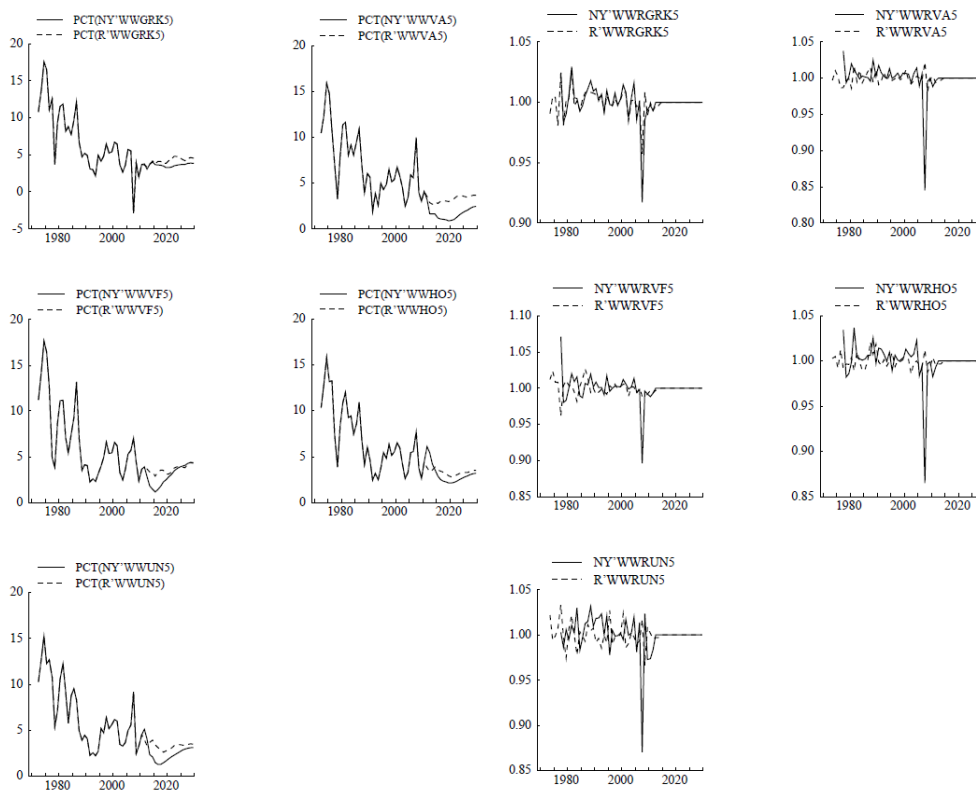 PCT(NY'WWGRK5)
PCT(R'WWGRK5)
20
15
10
5
0
-5
1980 2000 2020
PCT(NY'WWVA5)
PCT(R'WWVA5)
20
15
10
5
0
1980 2000 2020
NY'WWRGRK5
R'WWRGRK5
1.05
1.00
0.95
0.90
1980 2000 2020
NY'WWRVA5
R'WWRVA5
1.05
1.00
0.95
0.90
0.85
0.80
1980 2000 2020
PCT(NY'WWVF5)
PCT(R'WWVF5)
20
15
10
5
0
1980 2000 2020
PCT(NY'WWHO5)
PCT(R'WWHO5)
20
15
10
5
0
1980 2000 2020
NY'WWRVF5
R'WWRVF5
1.10
1.05
1.00
0.95
0.90
0.85
1980 2000 2020
NY'WWRHO5
R'WWRHO5
1.05
1.00
0.95
0.90
0.85
1980 2000 2020
PCT(NY'WWUN5)
PCT(R'WWUN5)
20
15
10
5
0
1980 2000 2020
NY'WWRUN5
R'WWRUN5
1.05
1.00
0.95
0.90
0.85
1980 2000 2020